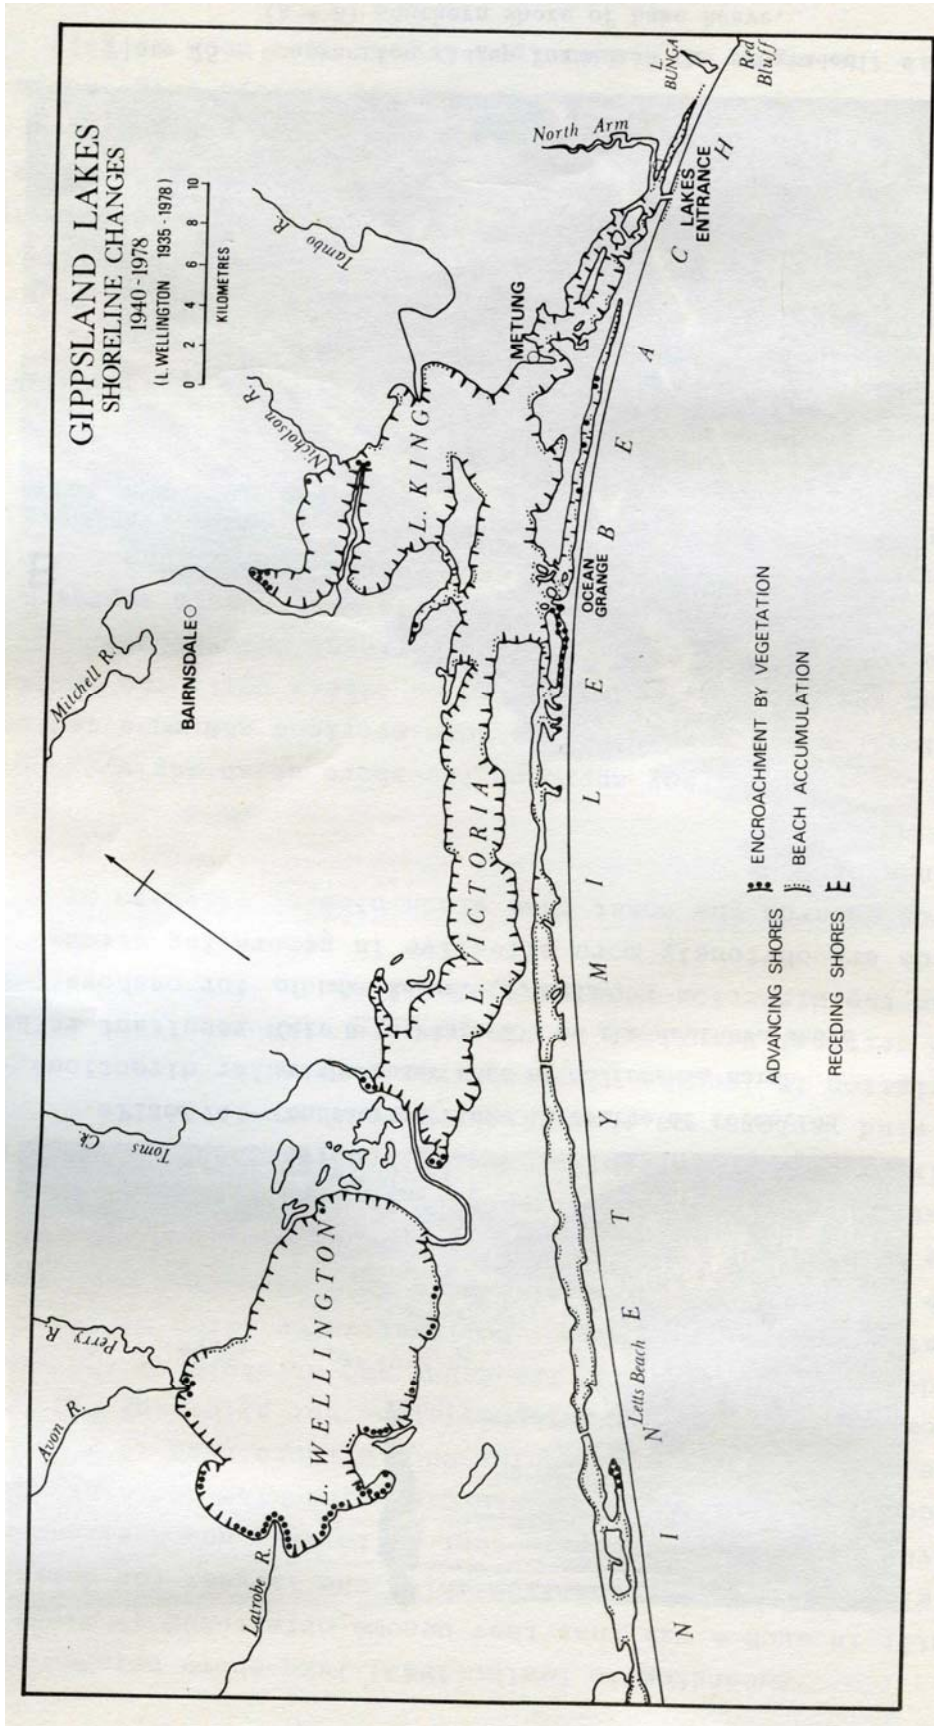 GIPPSLAND LAKES
SHORELINE CHANGES
1940-1978
(L. WELLINGTON 1935-1978)
0 2 4 6 8 10
KILOMETRES
Latrobe R.
Avon R.
Perry R.
Toms Ck.
Mitchell R.
BAIRNSDALE
Nicholson R.
Tambo R.
North Arm
L. BUNGA
Red Bluff
L. WELLINGTON
L. VICTORIA
L. KING
METUNG
LAKES
ENTRANCE
OCEAN
GRANGE
Letts Beach
NINETY MILE BEACH
ADVANCING SHORES
ENCROACHMENT BY VEGETATION
BEACH ACCUMULATION
RECEDING SHORES